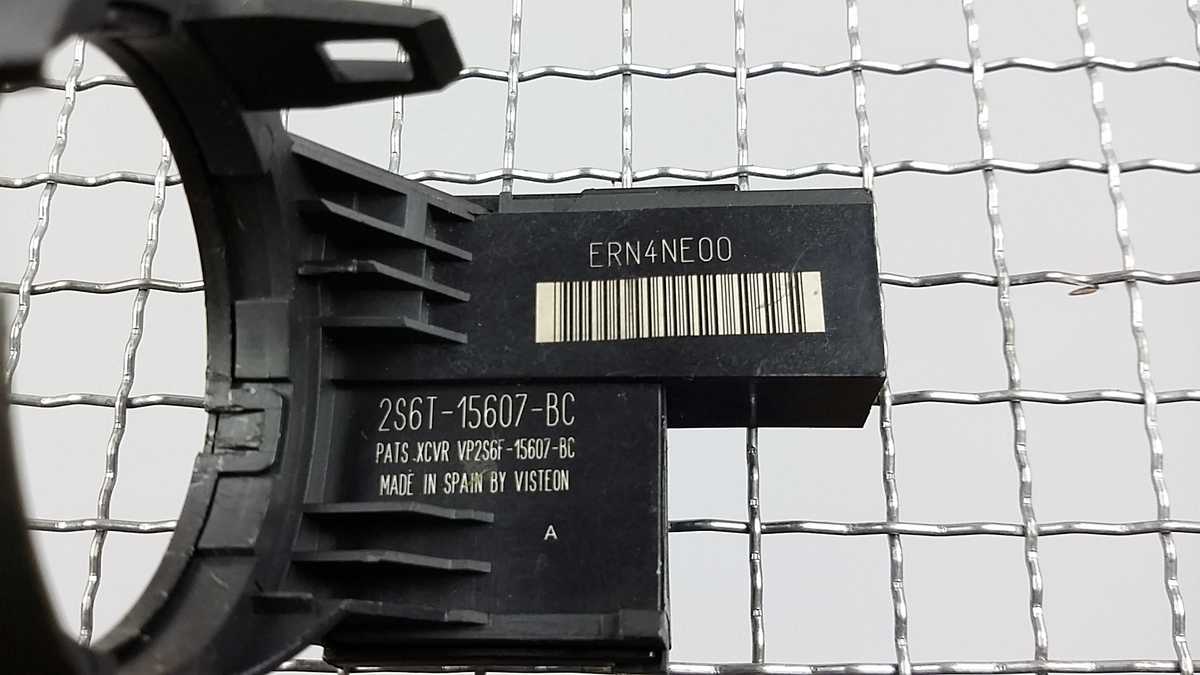 ERN4NE00
2S6T-15607-BC
PATS XCVR VP2S6F-15607-BC
MADE IN SPAIN BY VISTEON
A